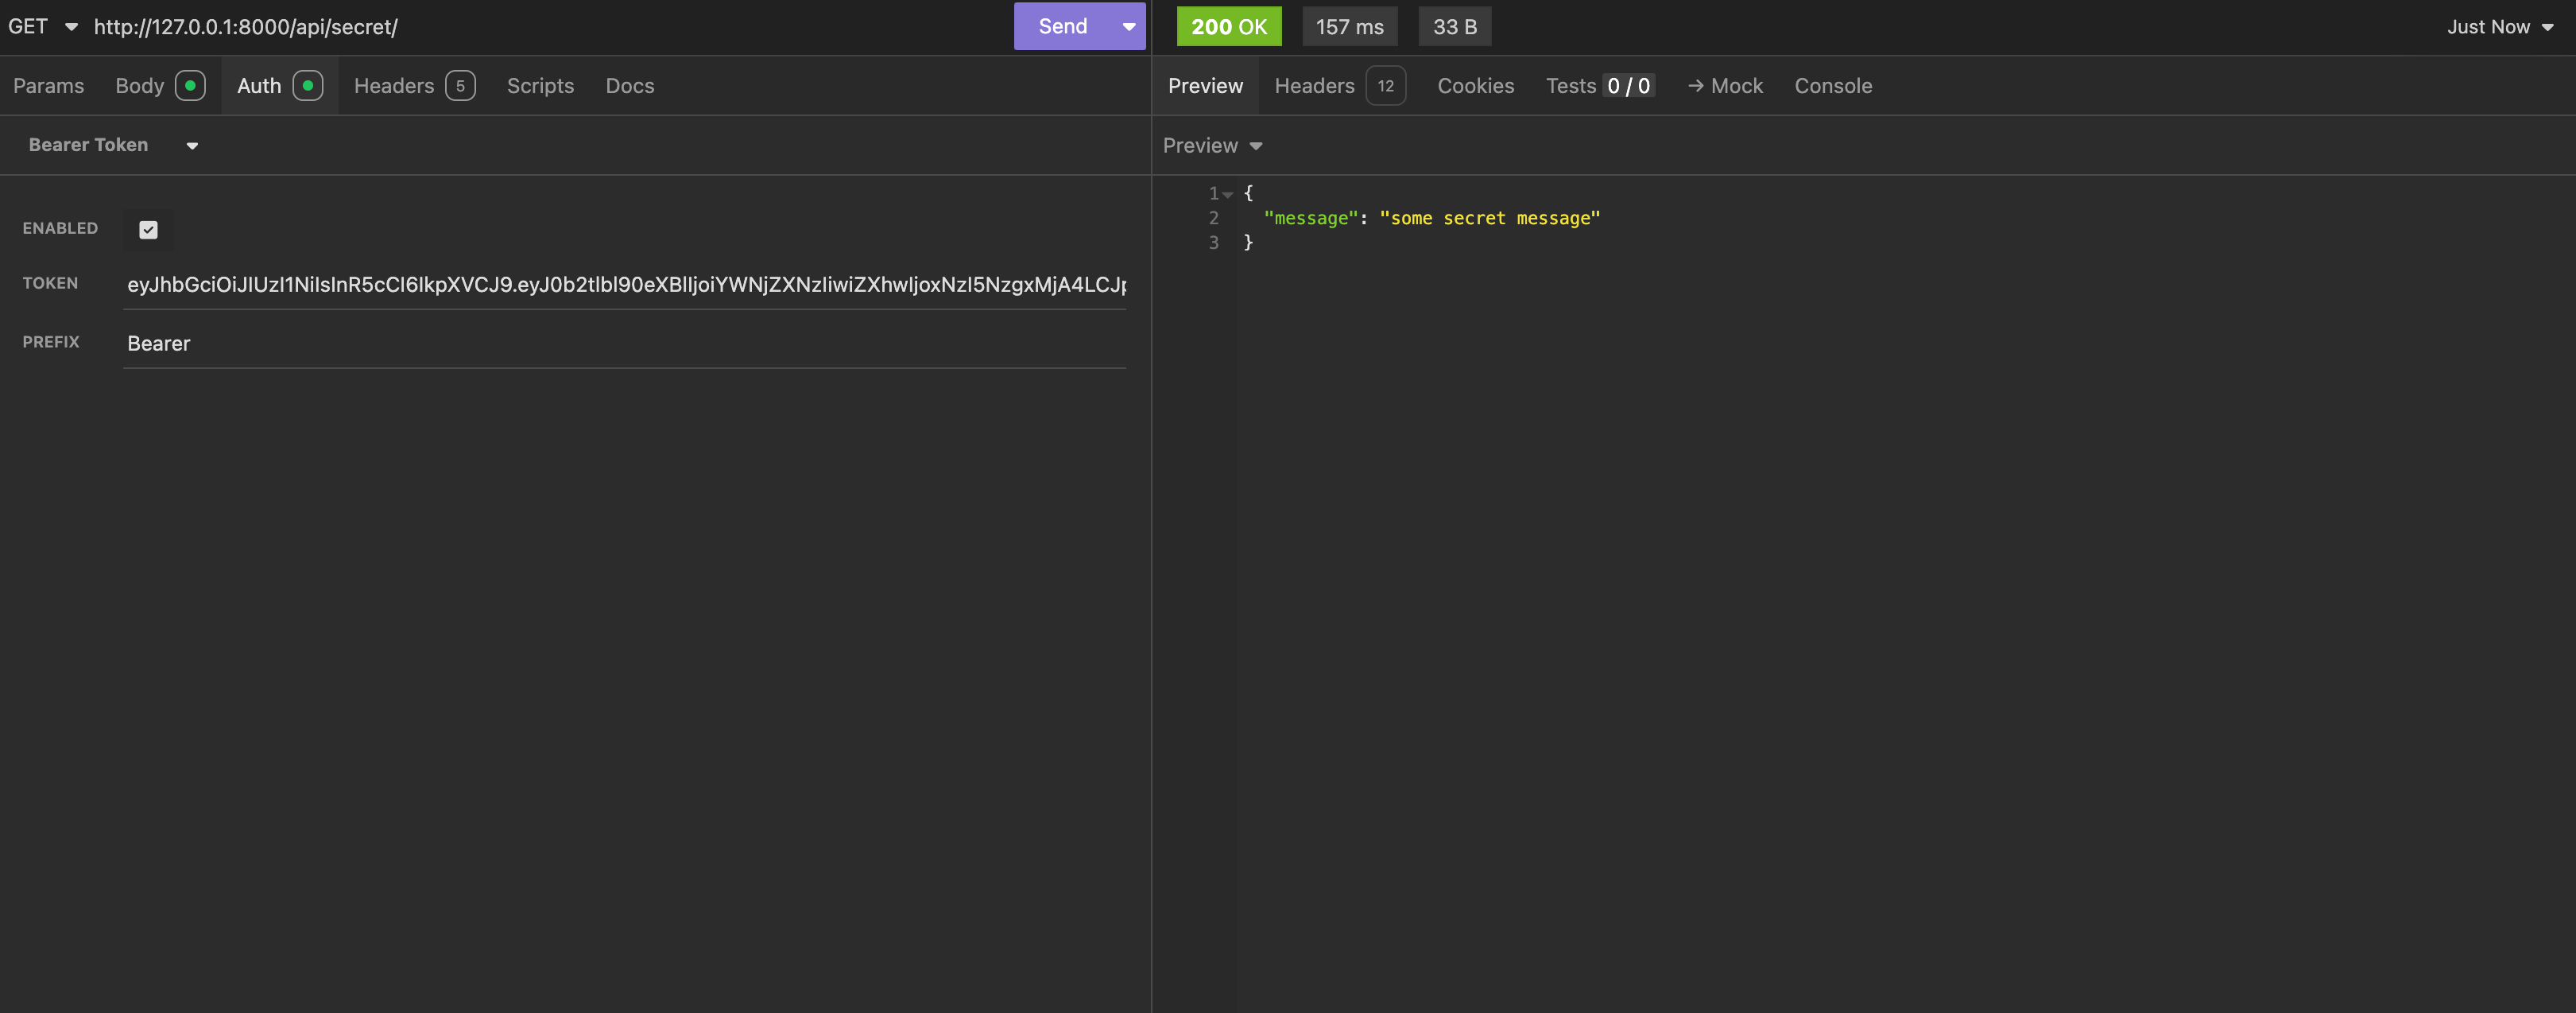 GET http://127.0.0.1:8000/api/secret/ Send
200 OK 157 ms 33 B Just Now
Params Body Auth Headers 5 Scripts Docs
Preview Headers 12 Cookies Tests 0 / 0 → Mock Console
Bearer Token
Preview
ENABLED
TOKEN eyJhbGciOiJIUzI1NiIsInR5cCI6IkpXVCJ9.eyJ0b2tlbl90eXBlIjoiYWNjZXNzIiwiZXhwIjoxNzI5NzgxMjA4LCJp
PREFIX Bearer
1 {
2 "message": "some secret message"
3 }